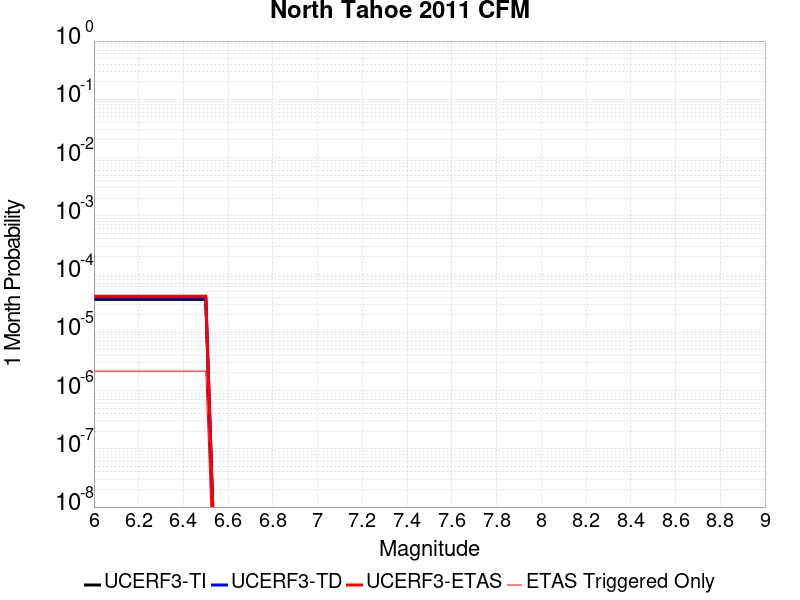 North Tahoe 2011 CFM
10^0
10^-1
10^-2
10^-3
10^-4
10^-5
10^-6
10^-7
10^-8
1 Month Probability
6 6.2 6.4 6.6 6.8 7 7.2 7.4 7.6 7.8 8 8.2 8.4 8.6 8.8 9
Magnitude
UCERF3-TI UCERF3-TD UCERF3-ETAS ETAS Triggered Only